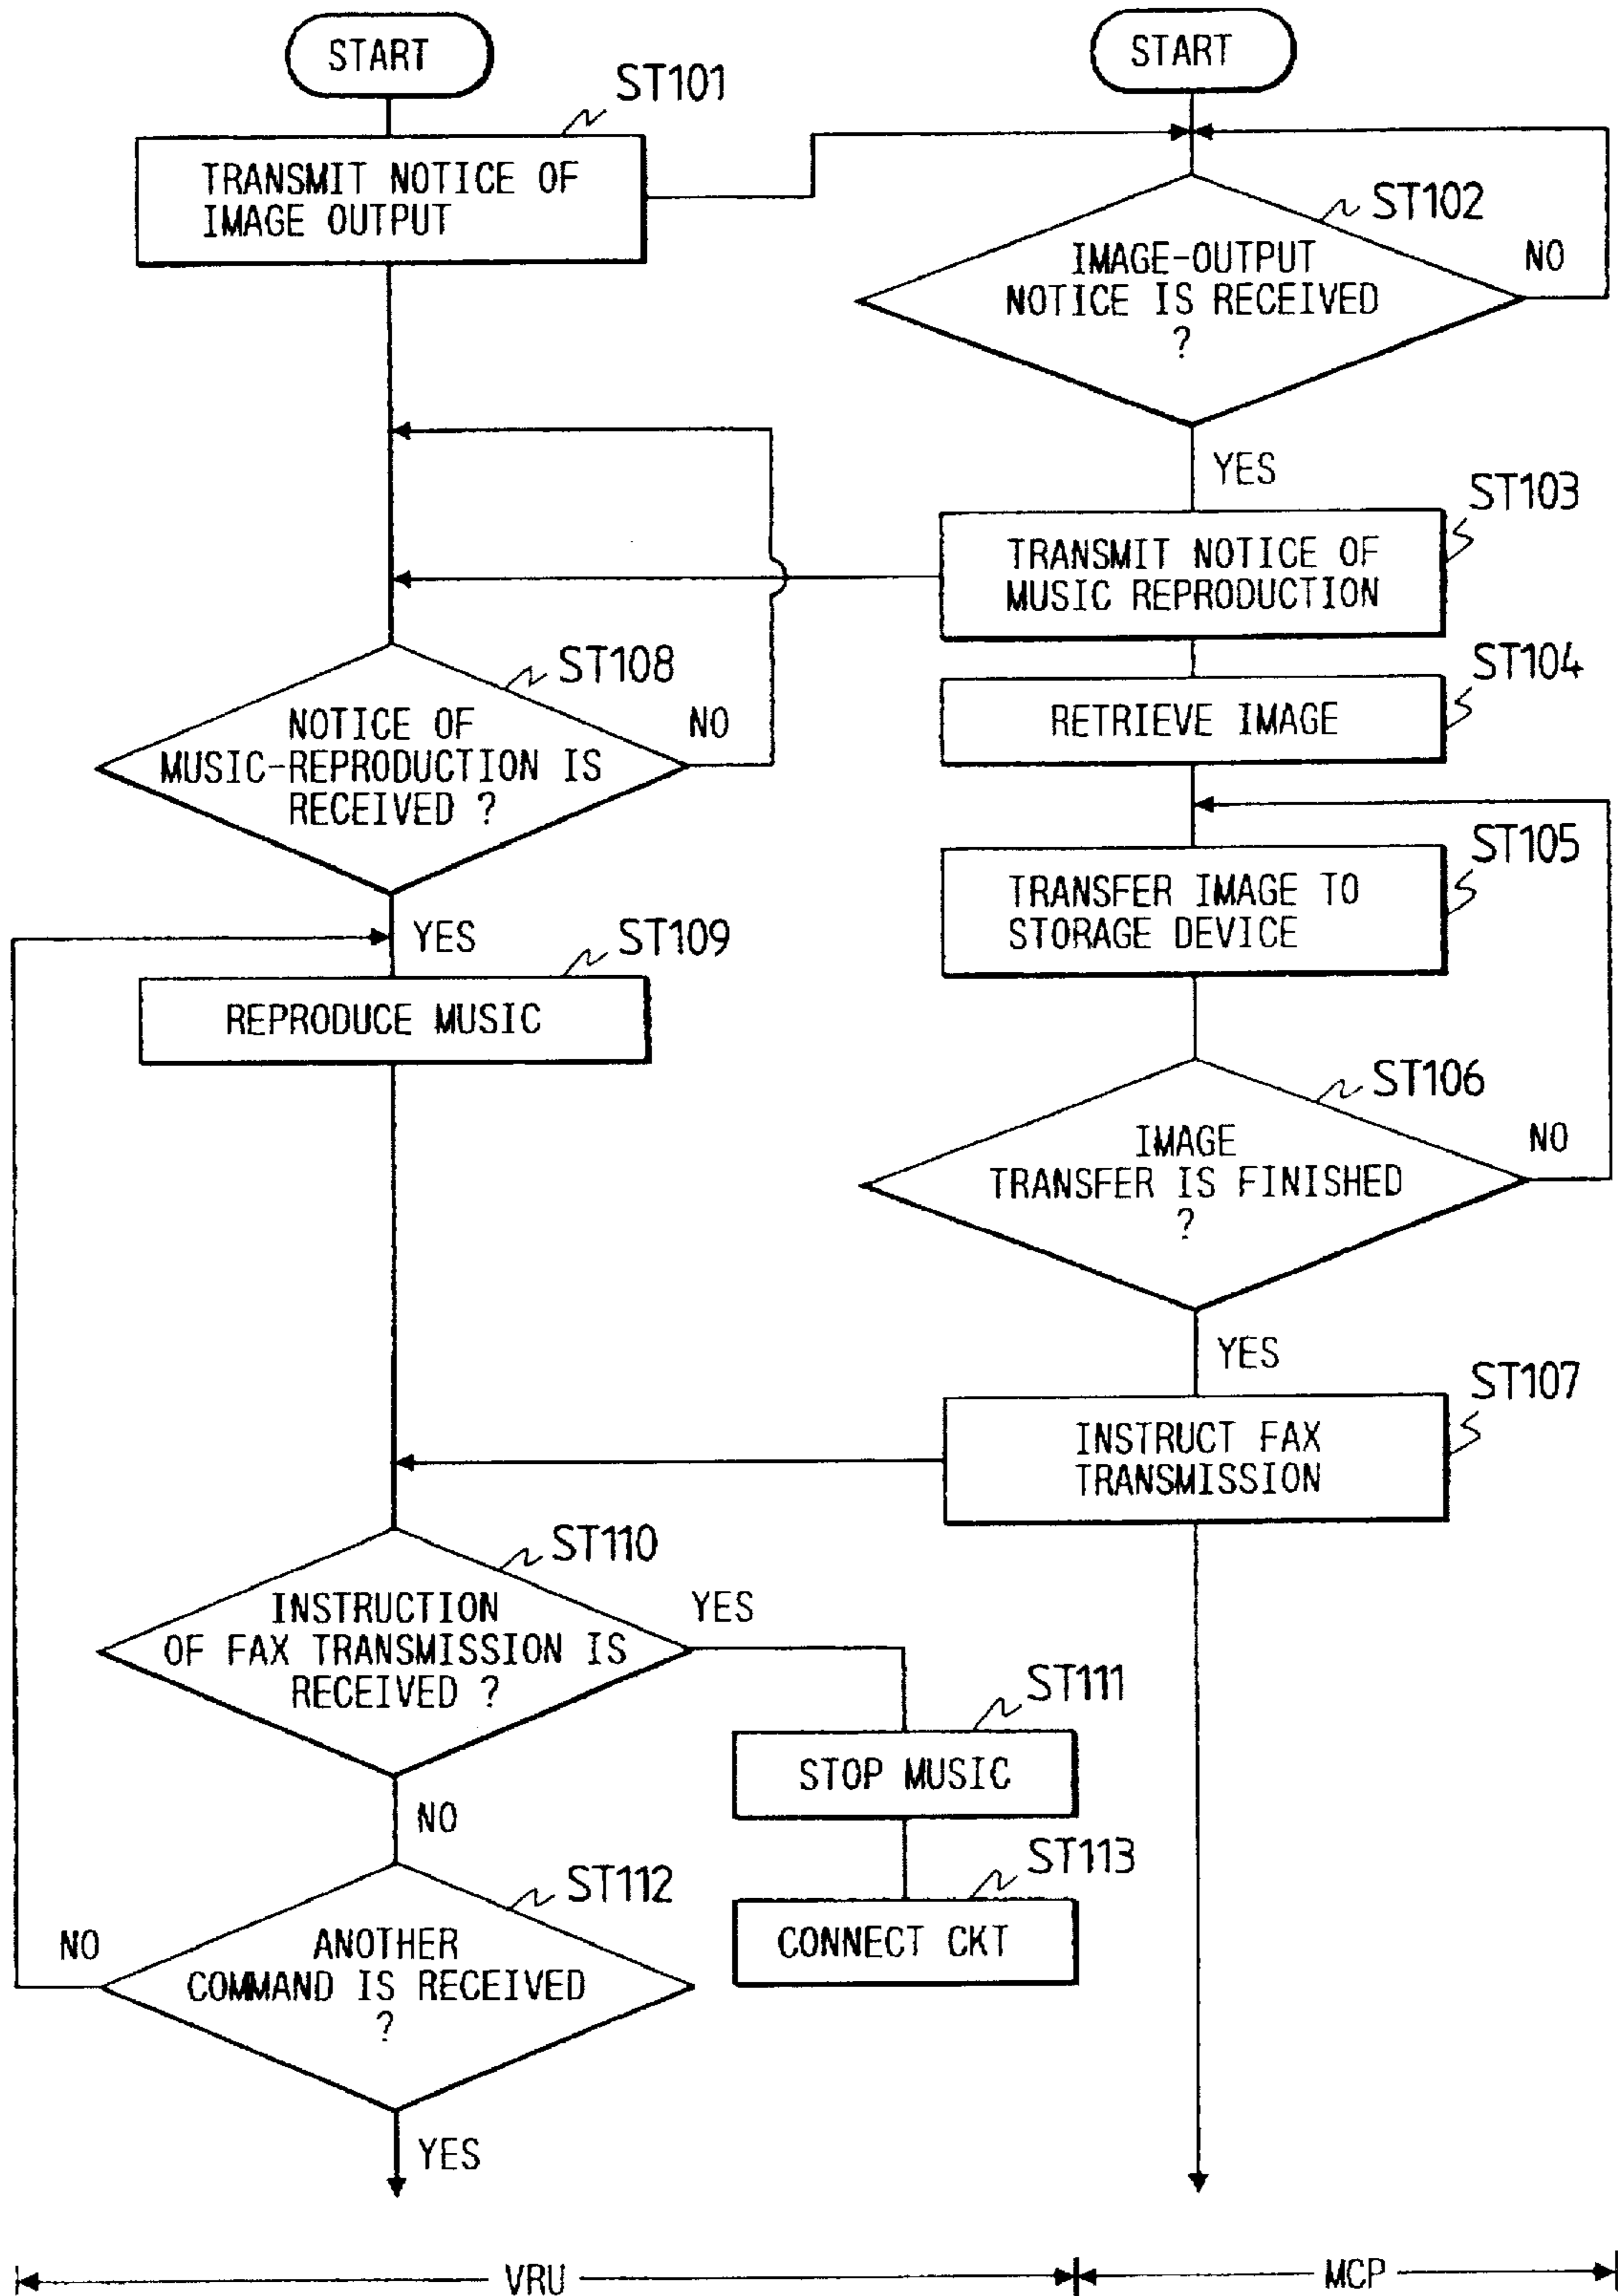 START
ST101
TRANSMIT NOTICE OF
IMAGE OUTPUT
START
ST102
IMAGE-OUTPUT
NOTICE IS RECEIVED
?
NO
YES
ST103
TRANSMIT NOTICE OF
MUSIC REPRODUCTION
ST104
RETRIEVE IMAGE
ST108
NOTICE OF
MUSIC-REPRODUCTION IS
RECEIVED ?
NO
YES
ST105
TRANSFER IMAGE TO
STORAGE DEVICE
ST109
REPRODUCE MUSIC
ST106
IMAGE
TRANSFER IS FINISHED
?
NO
YES
ST107
INSTRUCT FAX
TRANSMISSION
ST110
INSTRUCTION
OF FAX TRANSMISSION IS
RECEIVED ?
YES
NO
ST111
STOP MUSIC
ST113
CONNECT CKT
ST112
ANOTHER
COMMAND IS RECEIVED
?
NO
YES
VRU
MCP